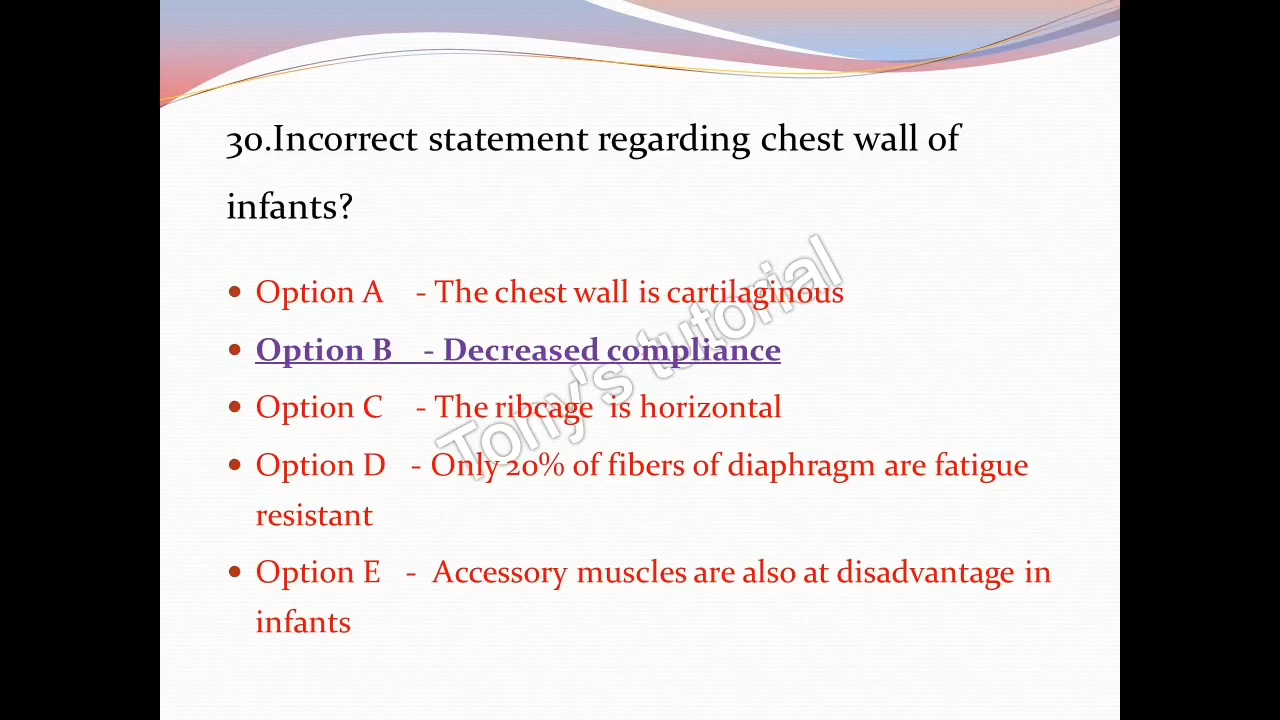 30.Incorrect statement regarding chest wall of
infants?
• Option A - The chest wall is cartilaginous
• Option B - Decreased compliance
• Option C - The ribcage is horizontal
• Option D - Only 20% of fibers of diaphragm are fatigue
resistant
• Option E - Accessory muscles are also at disadvantage in
infants
Tony's tutorial